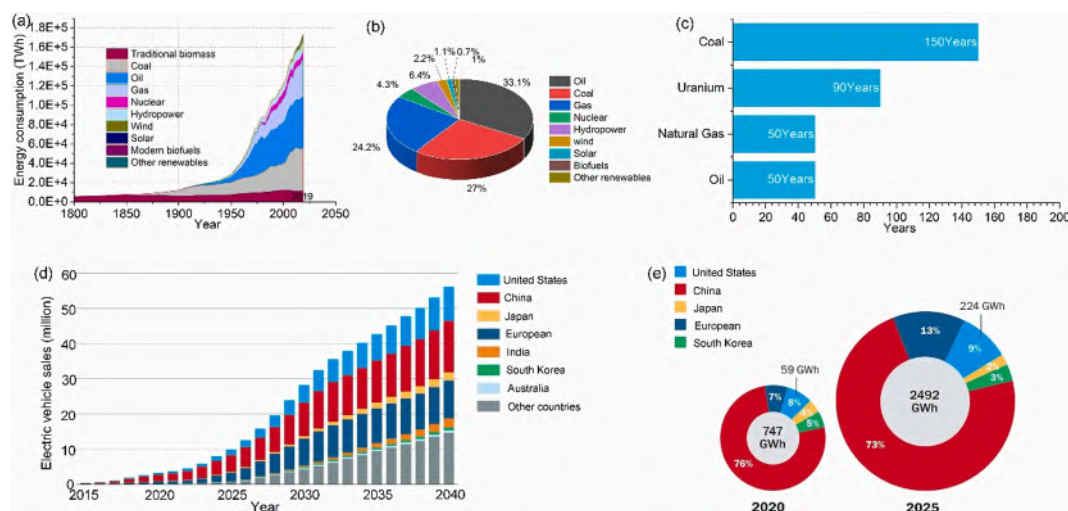 (a)
1.8E+5
1.6E+5
1.4E+5
1.2E+5
1.0E+5
8.0E+4
6.0E+4
4.0E+4
2.0E+4
0.0E+0
Energy consumption (TWh)
Traditional biomass
Coal
Oil
Gas
Nuclear
Hydropower
Wind
Solar
Modern biofuels
Other renewables
2019
1800 1850 1900 1950 2000 2050
Year
(b)
2.2% 1.1% 0.7%
1%
6.4%
33.1%
4.3%
24.2%
27%
Oil
Coal
Gas
Nuclear
Hydropower
wind
Solar
Biofuels
Other renewables
(c)
Coal
150Years
Uranium
90Years
Natural Gas
50Years
Oil
50Years
0 20 40 60 80 100 120 140 160 180 200
Years
(d)
60
50
40
30
20
10
0
Electric vehicle sales (million)
2015 2020 2025 2030 2035 2040
Year
United States
China
Japan
European
India
South Korea
Australia
Other countries
(e)
United States
China
Japan
European
South Korea
59 GWh
7%
8%
4%
5%
747
GWh
76%
2020
224 GWh
13%
9%
2%
3%
2492
GWh
73%
2025